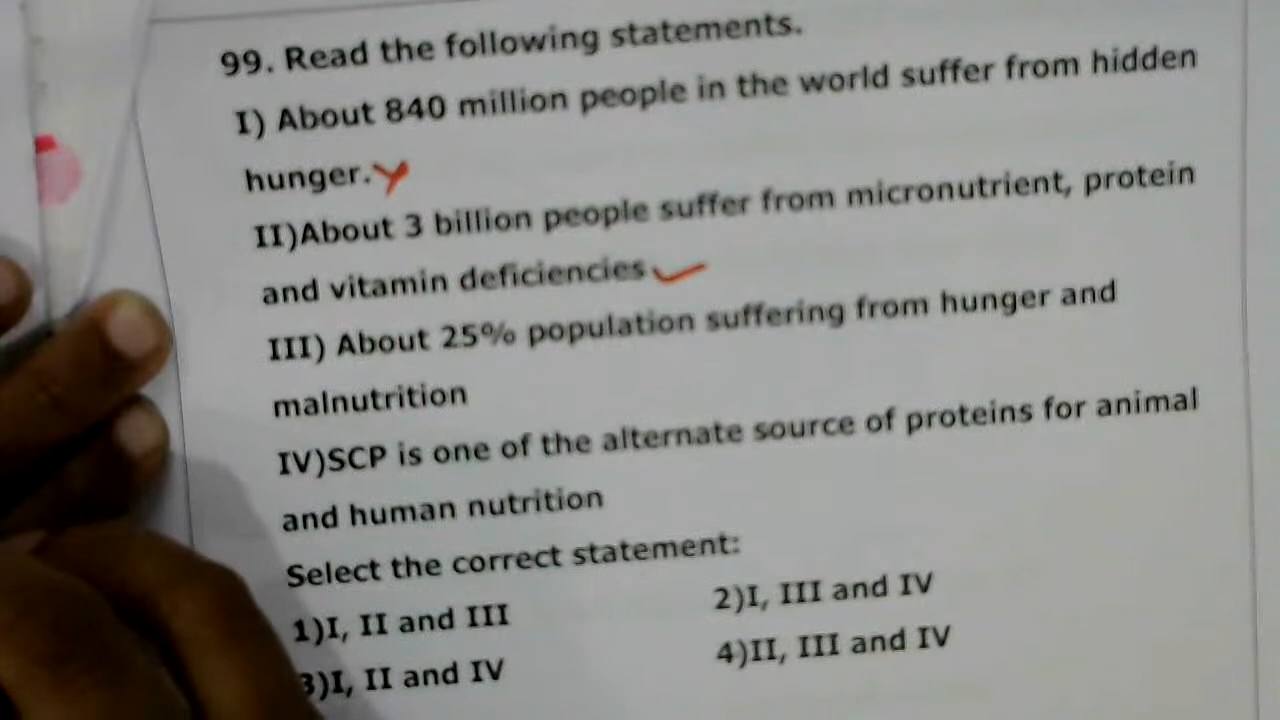 99. Read the following statements.
I) About 840 million people in the world suffer from hidden
hunger.
II)About 3 billion people suffer from micronutrient, protein
and vitamin deficiencies
III) About 25% population suffering from hunger and
malnutrition
IV)SCP is one of the alternate source of proteins for animal
and human nutrition
Select the correct statement:
1)I, II and III 2)I, III and IV
3)I, II and IV 4)II, III and IV